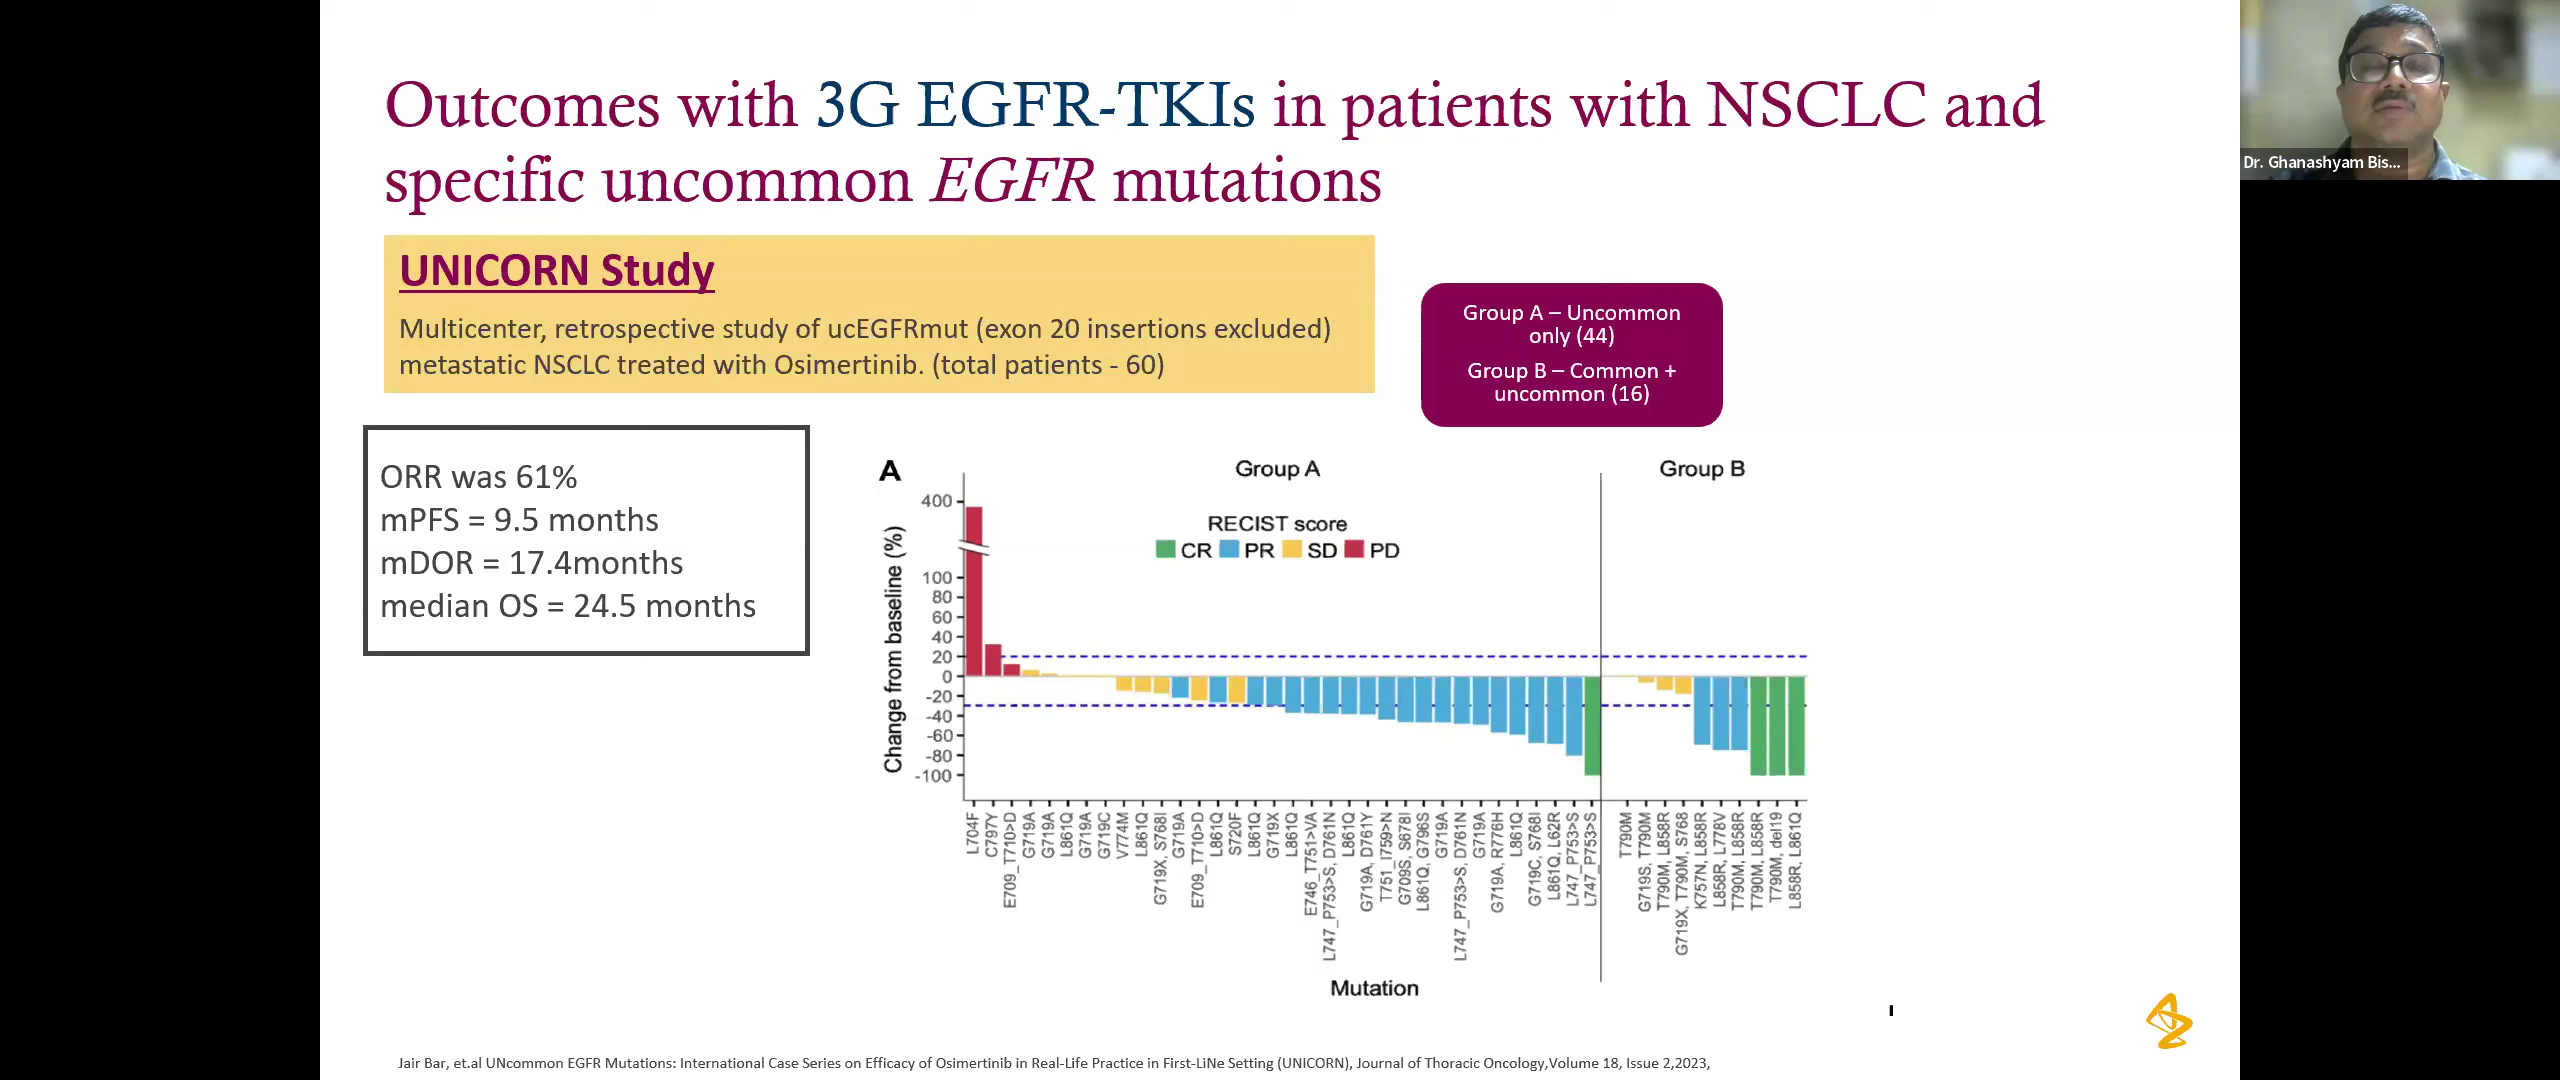 Outcomes with 3G EGFR-TKIs in patients with NSCLC and
specific uncommon EGFR mutations
Dr. Ghanashyam Bis...
UNICORN Study
Multicenter, retrospective study of ucEGFRmut (exon 20 insertions excluded)
metastatic NSCLC treated with Osimertinib. (total patients - 60)
Group A – Uncommon
only (44)
Group B – Common +
uncommon (16)
ORR was 61%
mPFS = 9.5 months
mDOR = 17.4months
median OS = 24.5 months
A
Group A
Group B
RECIST score
CR PR SD PD
Change from baseline (%)
400
100
80
60
40
20
0
-20
-40
-60
-80
-100
L704F
C797Y
E709_T710>D
G719A
G719A
L861Q
G719A
G719C
V774M
L861Q
G719X, S768I
G719A
E709_T710>D
L861Q
S720F
L861Q
G719X
L861Q
E746_T751>VA
L747_P753>S, D761N
L861Q
G719A, D761Y
T751_I759>N
G709S, S678I
L861Q, G796S
G719A
L747_P753>S, D761N
G719A
G719A, R776H
L861Q
G719C, S768I
L861Q, L62R
L747_P753>S
L747_P753>S
T790M
G719S, T790M
T790M, L858R
G719X, T790M, S768
K757N, L858R
L858R, L778V
T790M, L858R
T790M, L858R
T790M, del19
L858R, L861Q
Mutation
Jair Bar, et.al UNcommon EGFR Mutations: International Case Series on Efficacy of Osimertinib in Real-Life Practice in First-LiNe Setting (UNICORN), Journal of Thoracic Oncology,Volume 18, Issue 2,2023,